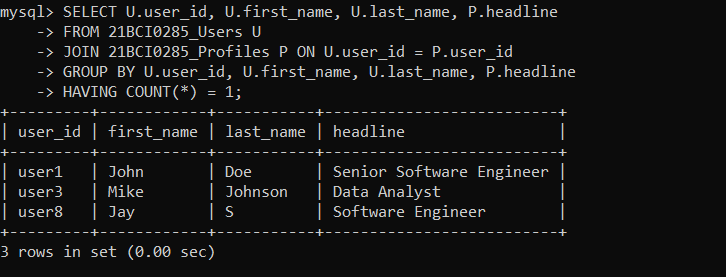 mysql> SELECT U.user_id, U.first_name, U.last_name, P.headline
    -> FROM 21BCI0285_Users U
    -> JOIN 21BCI0285_Profiles P ON U.user_id = P.user_id
    -> GROUP BY U.user_id, U.first_name, U.last_name, P.headline
    -> HAVING COUNT(*) = 1;
+---------+------------+-----------+--------------------------+
| user_id | first_name | last_name | headline                 |
+---------+------------+-----------+--------------------------+
| user1   | John       | Doe       | Senior Software Engineer |
| user3   | Mike       | Johnson   | Data Analyst             |
| user8   | Jay        | S         | Software Engineer        |
+---------+------------+-----------+--------------------------+
3 rows in set (0.00 sec)